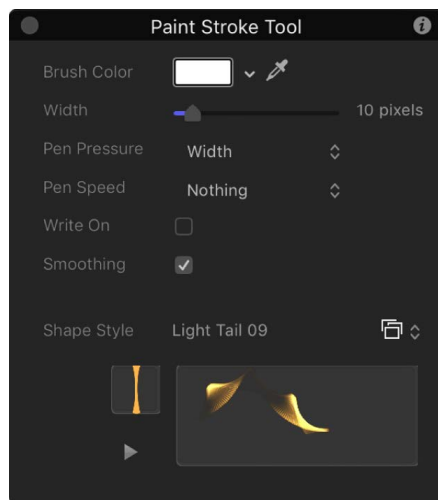 Paint Stroke Tool
Brush Color
Width 10 pixels
Pen Pressure Width
Pen Speed Nothing
Write On
Smoothing
Shape Style Light Tail 09